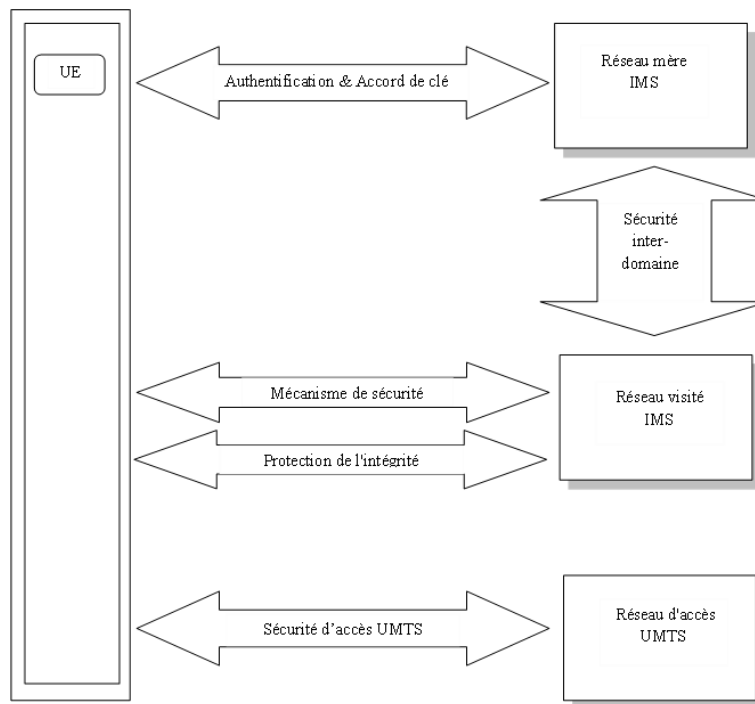 UE
Authentification & Accord de clé
Réseau mère
IMS
Sécurité
inter-
domaine
Mécanisme de sécurité
Réseau visité
IMS
Protection de l'intégrité
Sécurité d’accès UMTS
Réseau d'accès
UMTS